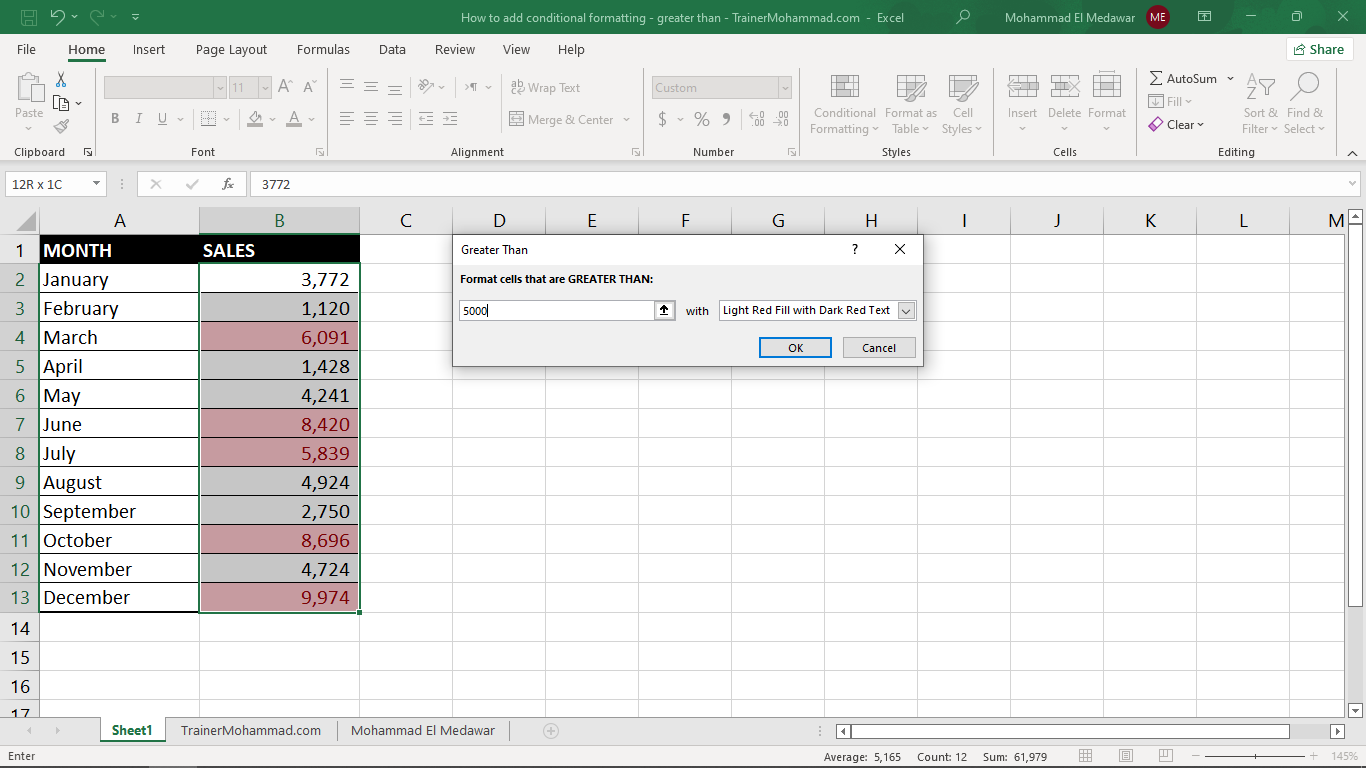 How to add conditional formatting - greater than - TrainerMohammad.com - Excel
Mohammad El Medawar ME
File Home Insert Page Layout Formulas Data Review View Help Share
Paste
Clipboard
11
B I U
Font
Wrap Text
Merge & Center
Alignment
Custom
$ % 9
Number
Conditional Formatting
Format as Table
Cell Styles
Styles
Insert Delete Format
Cells
AutoSum
Fill
Clear
Sort & Filter
Find & Select
Editing
12R x 1C fx 3772
A B C D E F G H I J K L M
1 MONTH SALES
2 January 3,772
3 February 1,120
4 March 6,091
5 April 1,428
6 May 4,241
7 June 8,420
8 July 5,839
9 August 4,924
10 September 2,750
11 October 8,696
12 November 4,724
13 December 9,974
14
15
16
17
Greater Than ?
Format cells that are GREATER THAN:
5000 with Light Red Fill with Dark Red Text
OK Cancel
Sheet1 TrainerMohammad.com Mohammad El Medawar
Enter Average: 5,165 Count: 12 Sum: 61,979 145%